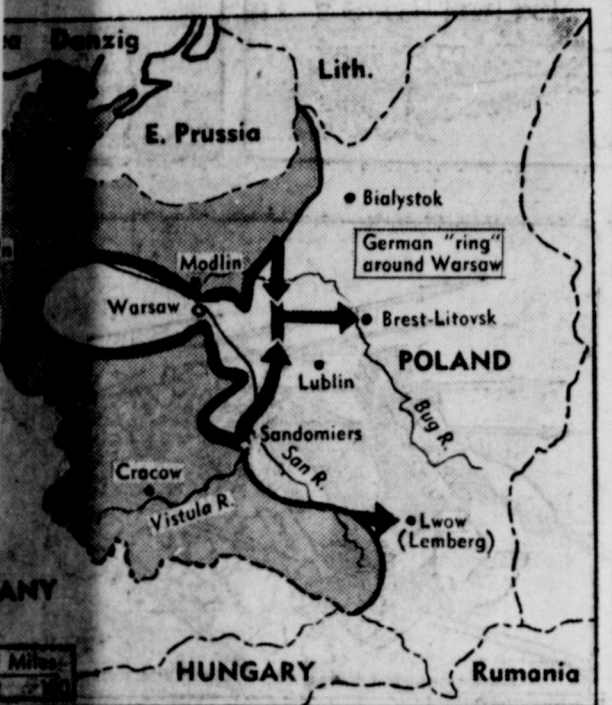 Danzig
Lith.
E. Prussia
Bialystok
German "ring"
around Warsaw
Modlin
Warsaw
Brest-Litovsk
POLAND
Lublin
Bug R.
Sandomiers
San R.
Cracow
Vistula R.
Lwow
(Lemberg)
ANY
Miles
HUNGARY
Rumania